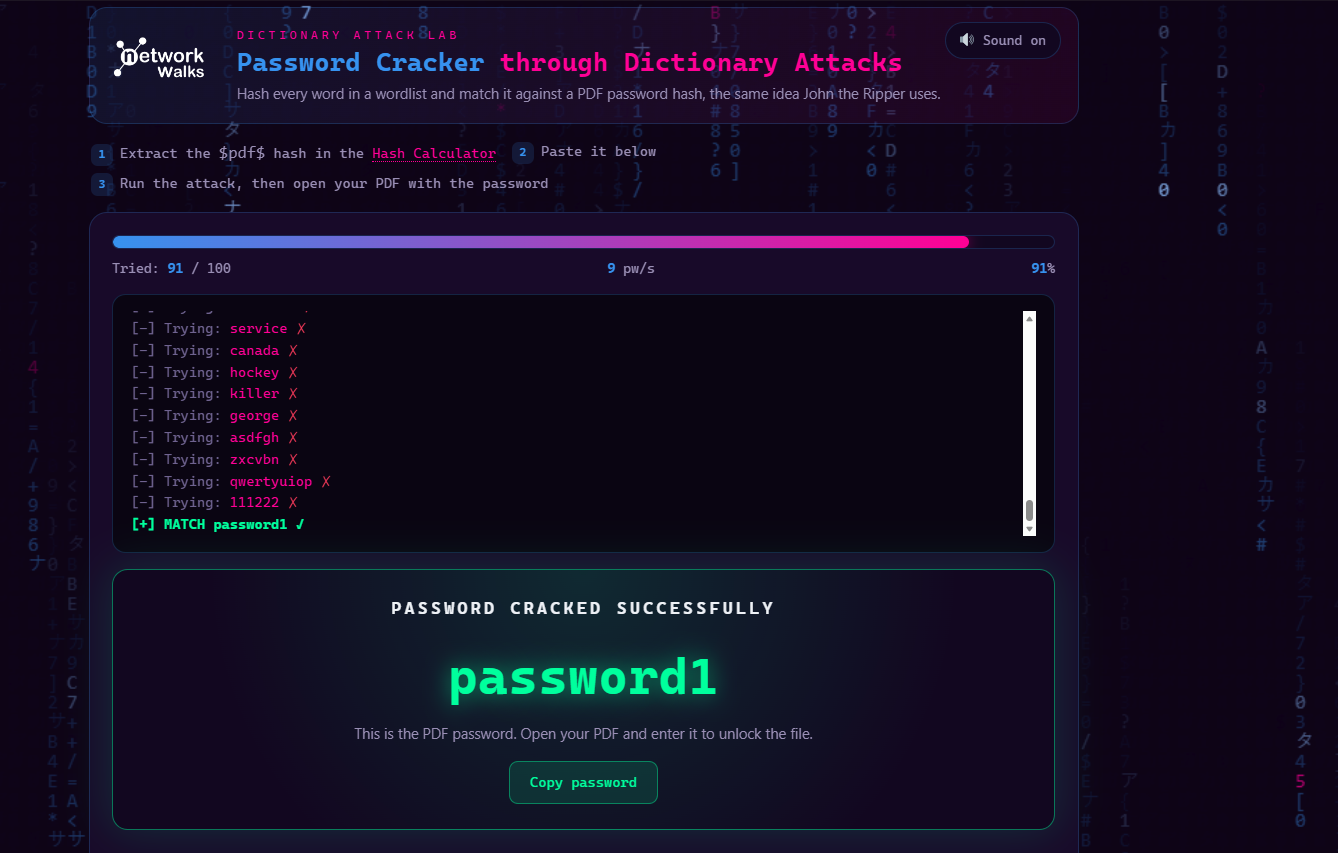 network
Walks
DICTIONARY ATTACK LAB
Password Cracker through Dictionary Attacks
Hash every word in a wordlist and match it against a PDF password hash, the same idea John the Ripper uses.
Sound on
1 Extract the $pdf$ hash in the Hash Calculator 2 Paste it below
3 Run the attack, then open your PDF with the password
Tried: 91 / 100 9 pw/s 91%
[-] Trying: service ✗
[-] Trying: canada ✗
[-] Trying: hockey ✗
[-] Trying: killer ✗
[-] Trying: george ✗
[-] Trying: asdfgh ✗
[-] Trying: zxcvbn ✗
[-] Trying: qwertyuiop ✗
[-] Trying: 111222 ✗
[+] MATCH password1 ✓
PASSWORD CRACKED SUCCESSFULLY
password1
This is the PDF password. Open your PDF and enter it to unlock the file.
Copy password